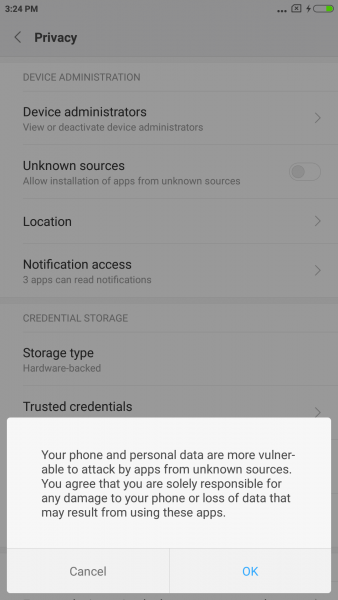 3:24 PM
Privacy
DEVICE ADMINISTRATION
Device administrators
View or deactivate device administrators
Unknown sources
Allow installation of apps from unknown sources
Location
Notification access
3 apps can read notifications
CREDENTIAL STORAGE
Storage type
Hardware-backed
Trusted credentials
Your phone and personal data are more vulner-
able to attack by apps from unknown sources.
You agree that you are solely responsible for
any damage to your phone or loss of data that
may result from using these apps.
Cancel
OK